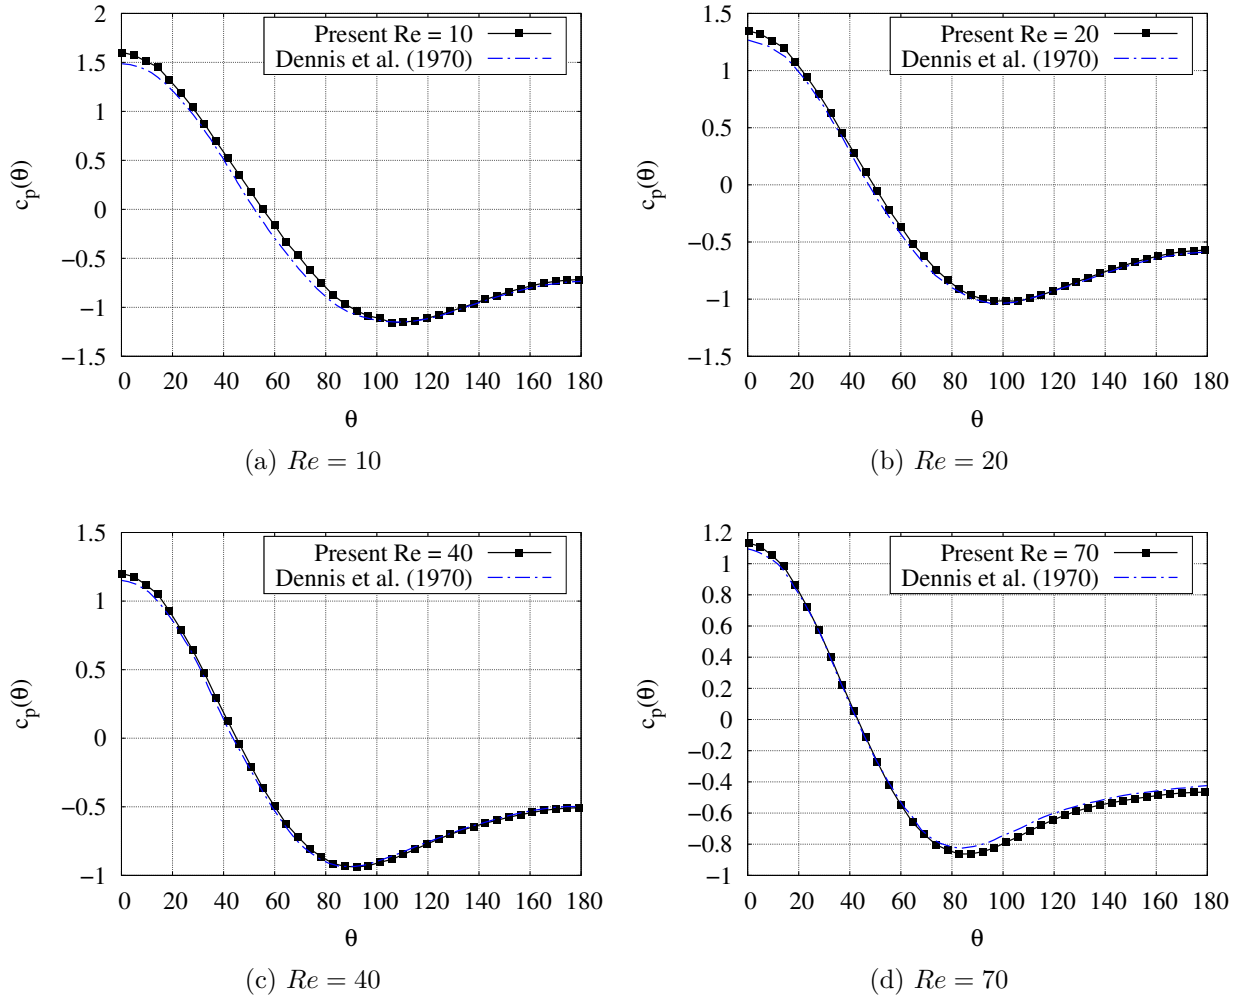 2
1.5
1
0.5
0
−0.5
−1
−1.5
0 20 40 60 80 100 120 140 160 180
cp(θ)
θ
Present Re = 10
Dennis et al. (1970)
(a) Re = 10
1.5
1
0.5
0
−0.5
−1
−1.5
0 20 40 60 80 100 120 140 160 180
cp(θ)
θ
Present Re = 20
Dennis et al. (1970)
(b) Re = 20
1.5
1
0.5
0
−0.5
−1
0 20 40 60 80 100 120 140 160 180
cp(θ)
θ
Present Re = 40
Dennis et al. (1970)
(c) Re = 40
1.2
1
0.8
0.6
0.4
0.2
0
−0.2
−0.4
−0.6
−0.8
−1
0 20 40 60 80 100 120 140 160 180
cp(θ)
θ
Present Re = 70
Dennis et al. (1970)
(d) Re = 70